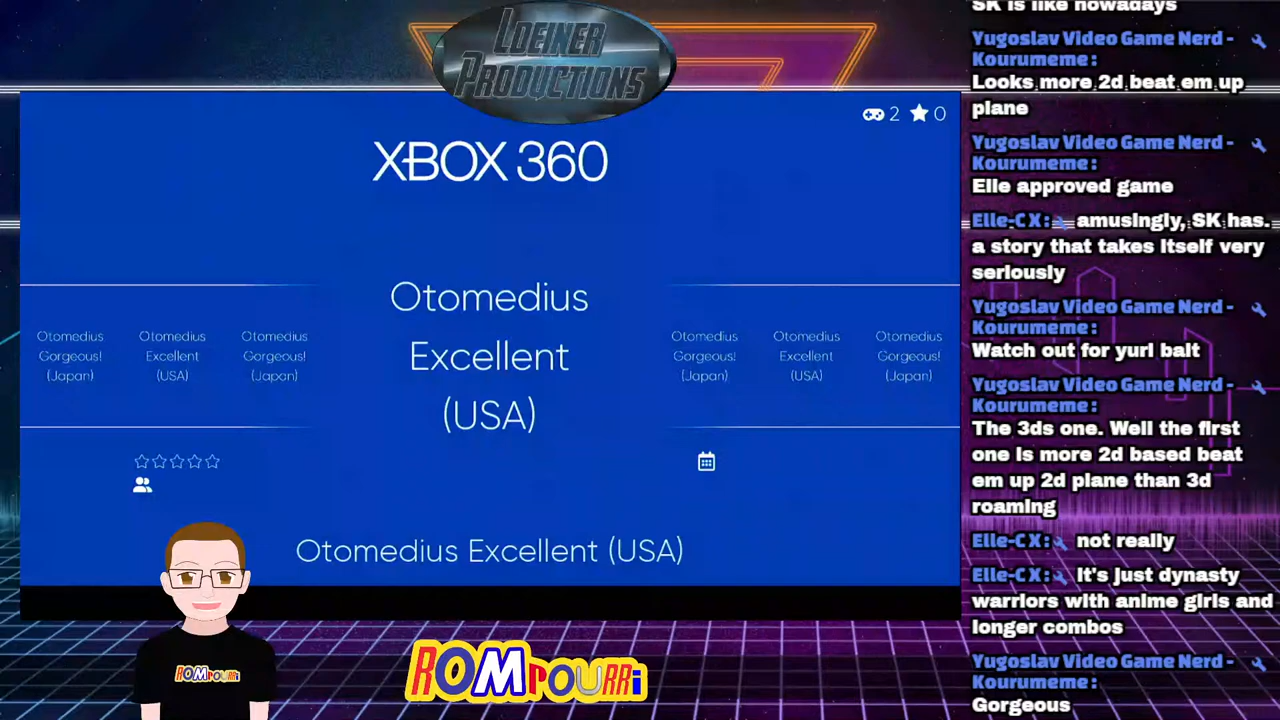 LOEINER
PRODUCTIONS
2 0
XBOX 360
Otomedius
Gorgeous!
(Japan)
Otomedius
Excellent
(USA)
Otomedius
Gorgeous!
(Japan)
Otomedius
Excellent
(USA)
Otomedius
Gorgeous!
(Japan)
Otomedius
Excellent
(USA)
Otomedius
Gorgeous!
(Japan)
Otomedius Excellent (USA)
ROMPOURRi
ROMPOURRi
SK is like nowadays
Yugoslav Video Game Nerd -
Kourumeme:
Looks more 2d beat em up
plane
Yugoslav Video Game Nerd -
Kourumeme:
Elle approved game
Elle-CX: amusingly, SK has.
a story that takes itself very
seriously
Yugoslav Video Game Nerd -
Kourumeme:
Watch out for yuri bait
Yugoslav Video Game Nerd -
Kourumeme:
The 3ds one. Well the first
one is more 2d based beat
em up 2d plane than 3d
roaming
Elle-CX: not really
Elle-CX: It's just dynasty
warriors with anime girls and
longer combos
Yugoslav Video Game Nerd -
Kourumeme:
Gorgeous